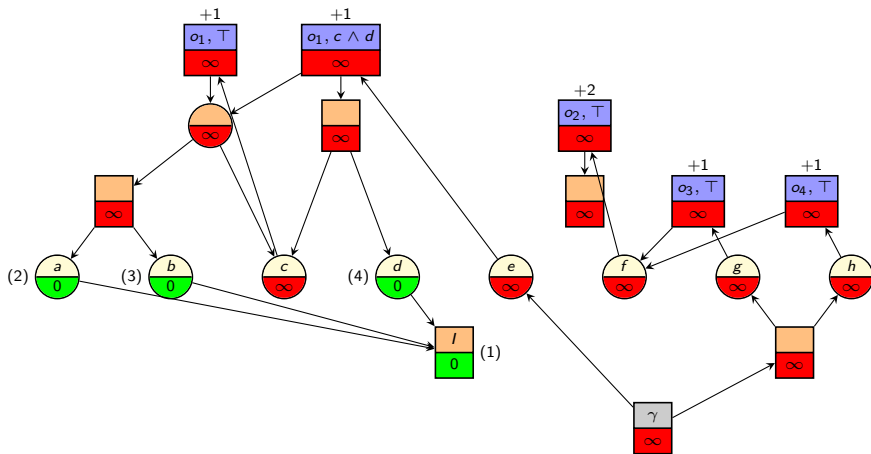 +1 +1
o₁, ⊤ o₁, c ∧ d
∞ ∞
+2
o₂, ⊤
∞ ∞ ∞
+1 +1
o₃, ⊤ o₄, ⊤
∞ ∞ ∞ ∞
a b c d e f g h
(2) 0 (3) 0 ∞ (4) 0 ∞ ∞ ∞ ∞
I
(1)
0 ∞
γ
∞